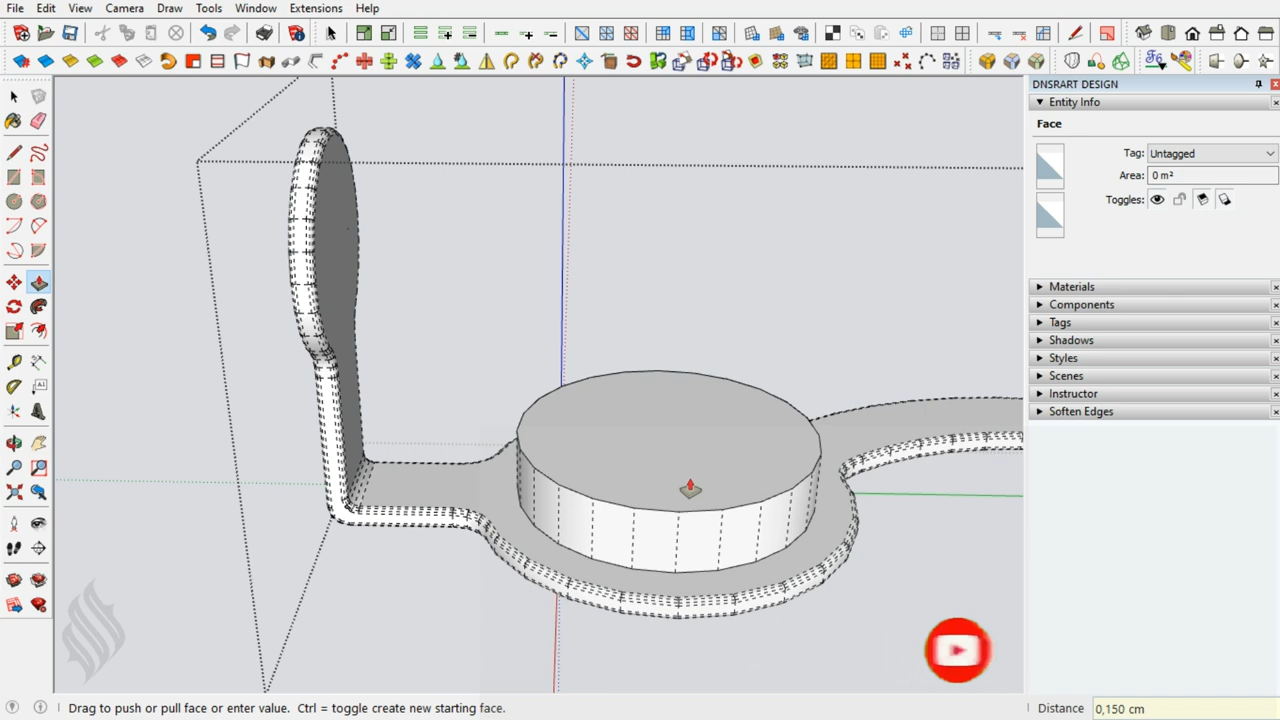 File Edit View Camera Draw Tools Window Extensions Help
DNSRART DESIGN
Entity Info
Face
Tag: Untagged
Area: 0 m²
Toggles:
Materials
Components
Tags
Shadows
Styles
Scenes
Instructor
Soften Edges
Drag to push or pull face or enter value. Ctrl = toggle create new starting face.
Distance 0,150 cm